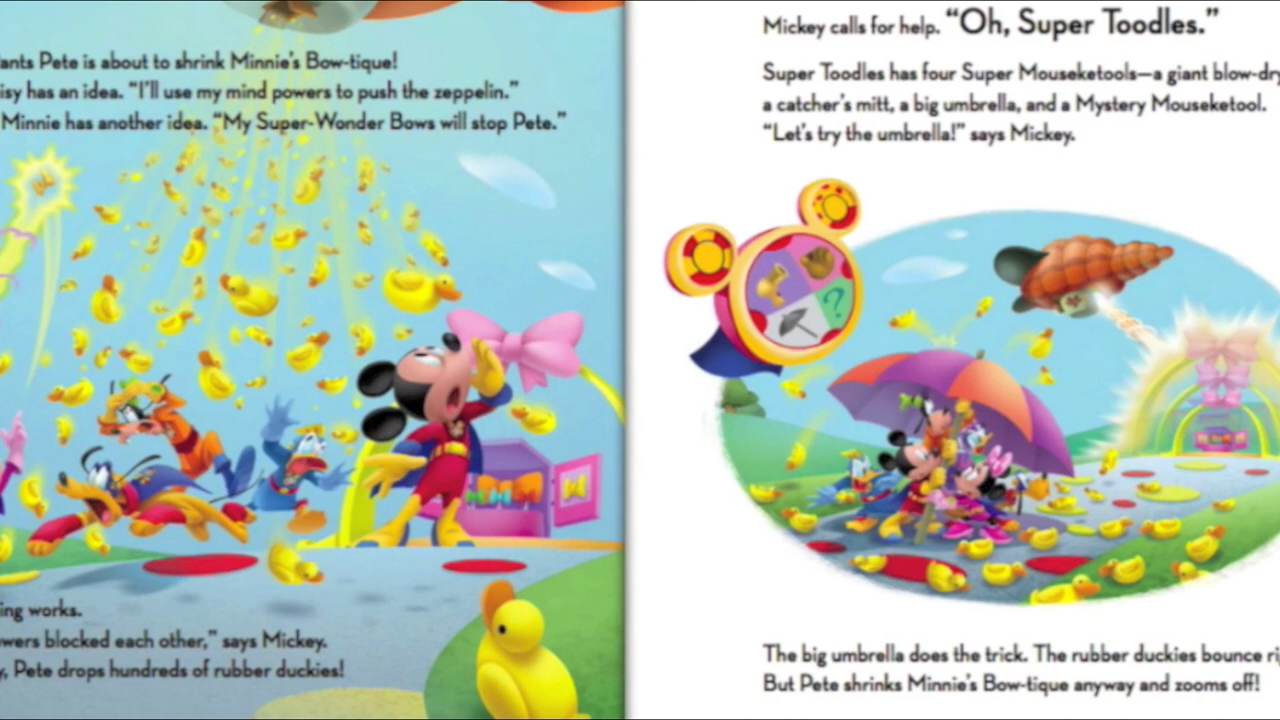 ants Pete is about to shrink Minnie's Bow-tique!
isy has an idea. "I'll use my mind powers to push the zeppelin."
Minnie has another idea. "My Super-Wonder Bows will stop Pete."
ing works.
owers blocked each other," says Mickey.
y, Pete drops hundreds of rubber duckies!
Mickey calls for help. "Oh, Super Toodles."
Super Toodles has four Super Mouseketools—a giant blow-dry
a catcher's mitt, a big umbrella, and a Mystery Mouseketool.
"Let's try the umbrella!" says Mickey.
?
The big umbrella does the trick. The rubber duckies bounce ri
But Pete shrinks Minnie's Bow-tique anyway and zooms off!